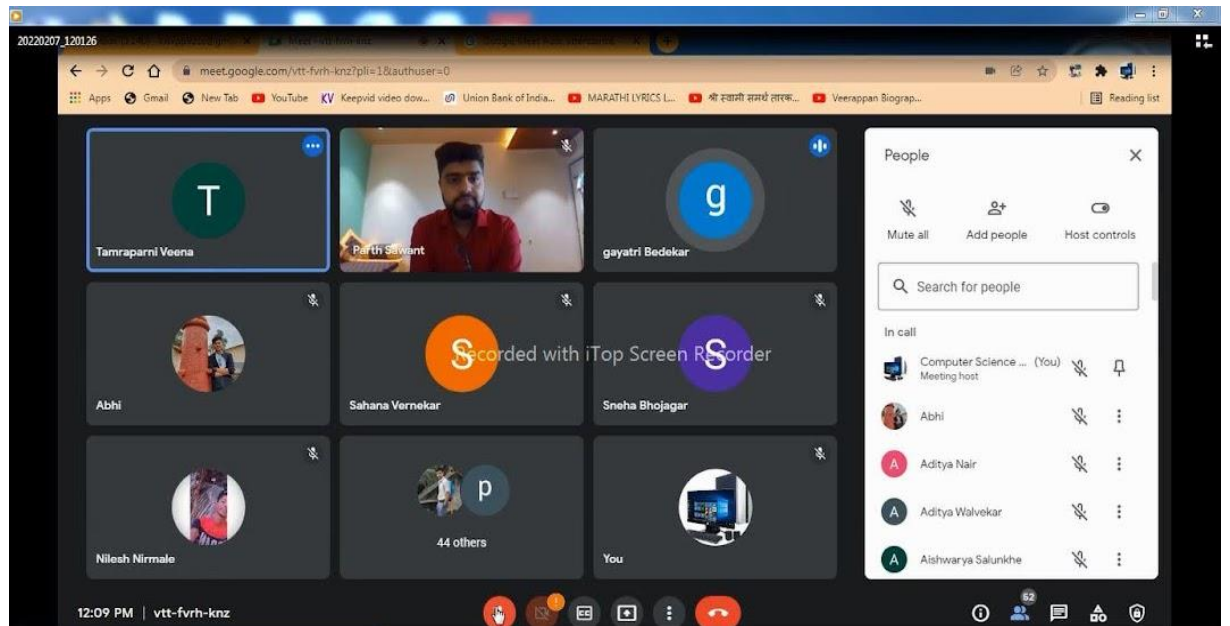 20220207_120126
meet.google.com/vtt-fvrh-knz?pli=1&authuser=0
Apps Gmail New Tab YouTube KV Keepvid video dow... Union Bank of India... MARATHI LYRICS L... श्री स्वामी समर्थ तारक... Veerappan Biograp... Reading list
T
Tamraparni Veena
Parth Sawant
g
gayatri Bedekar
Abhi
S
Sahana Vernekar
S
Sneha Bhojagar
Recorded with iTop Screen Recorder
Nilesh Nirmale
p
44 others
You
People
Mute all Add people Host controls
Search for people
In call
Computer Science ... (You)
Meeting host
Abhi
A Aditya Nair
A Aditya Walvekar
A Aishwarya Salunkhe
12:09 PM | vtt-fvrh-knz
CC
62